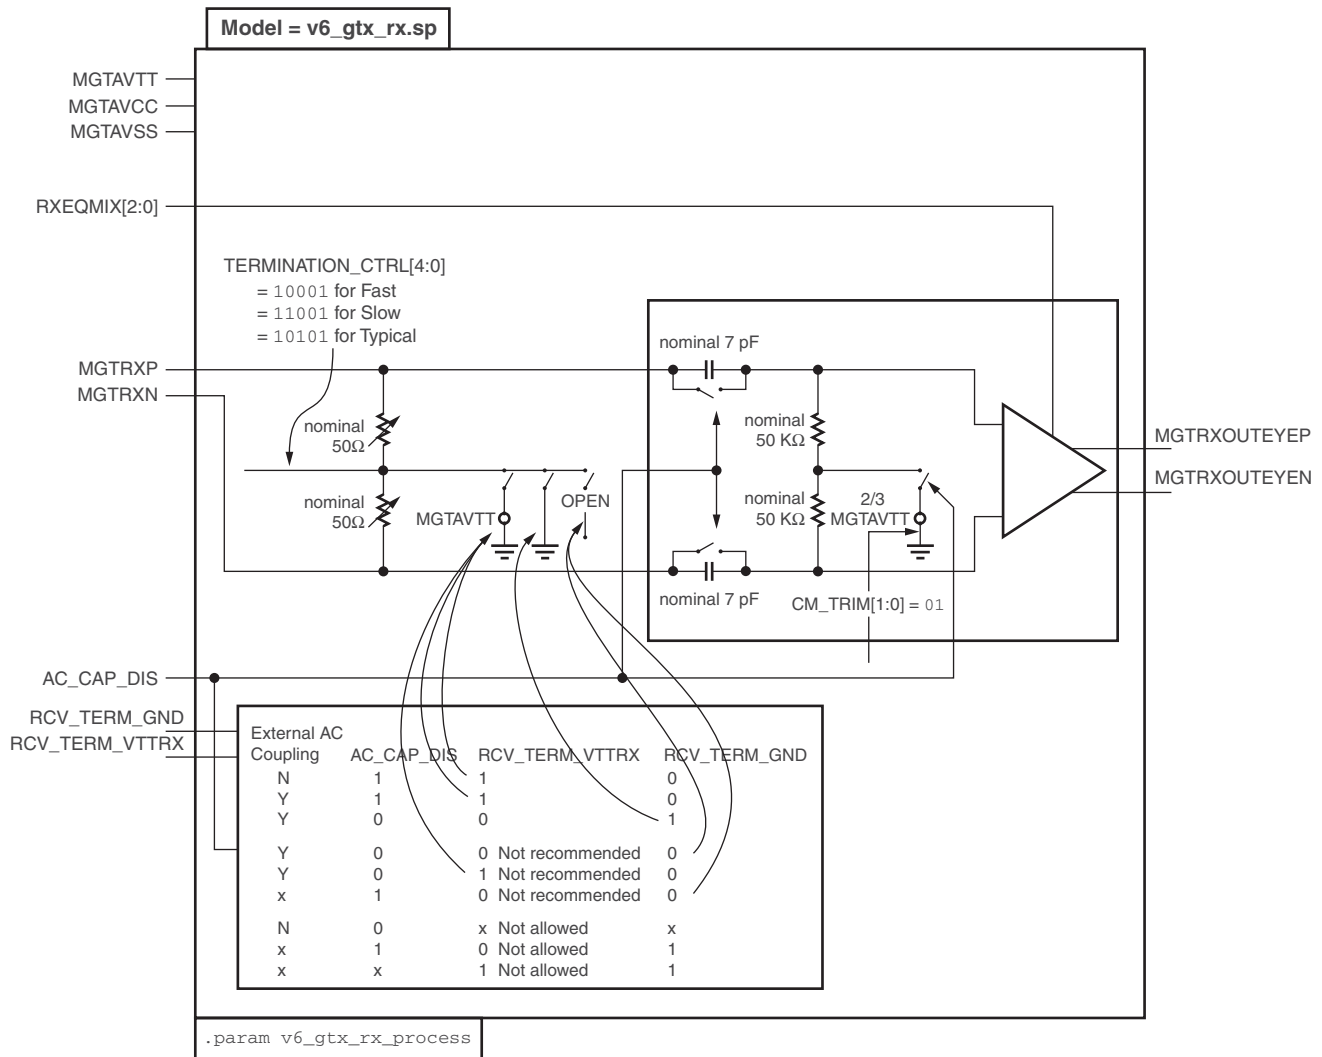 Model = v6_gtx_rx.sp
MGTAVTT
MGTAVCC
MGTAVSS
RXEQMIX[2:0]
TERMINATION_CTRL[4:0]
= 10001 for Fast
= 11001 for Slow
= 10101 for Typical
MGTRXP
MGTRXN
nominal
50Ω
nominal
50Ω
MGTAVTT
OPEN
nominal 7 pF
nominal
50 KΩ
nominal
50 KΩ
2/3
MGTAVTT
nominal 7 pF
CM_TRIM[1:0] = 01
MGTRXOUTEYEP
MGTRXOUTEYEN
AC_CAP_DIS
RCV_TERM_GND
RCV_TERM_VTTRX
External AC
Coupling AC_CAP_DIS RCV_TERM_VTTRX RCV_TERM_GND
N 1 1 0
Y 1 1 0
Y 0 0 1
Y 0 0 Not recommended 0
Y 0 1 Not recommended 0
x 1 0 Not recommended 0
N 0 x Not allowed x
x 1 0 Not allowed 1
x x 1 Not allowed 1
.param v6_gtx_rx_process